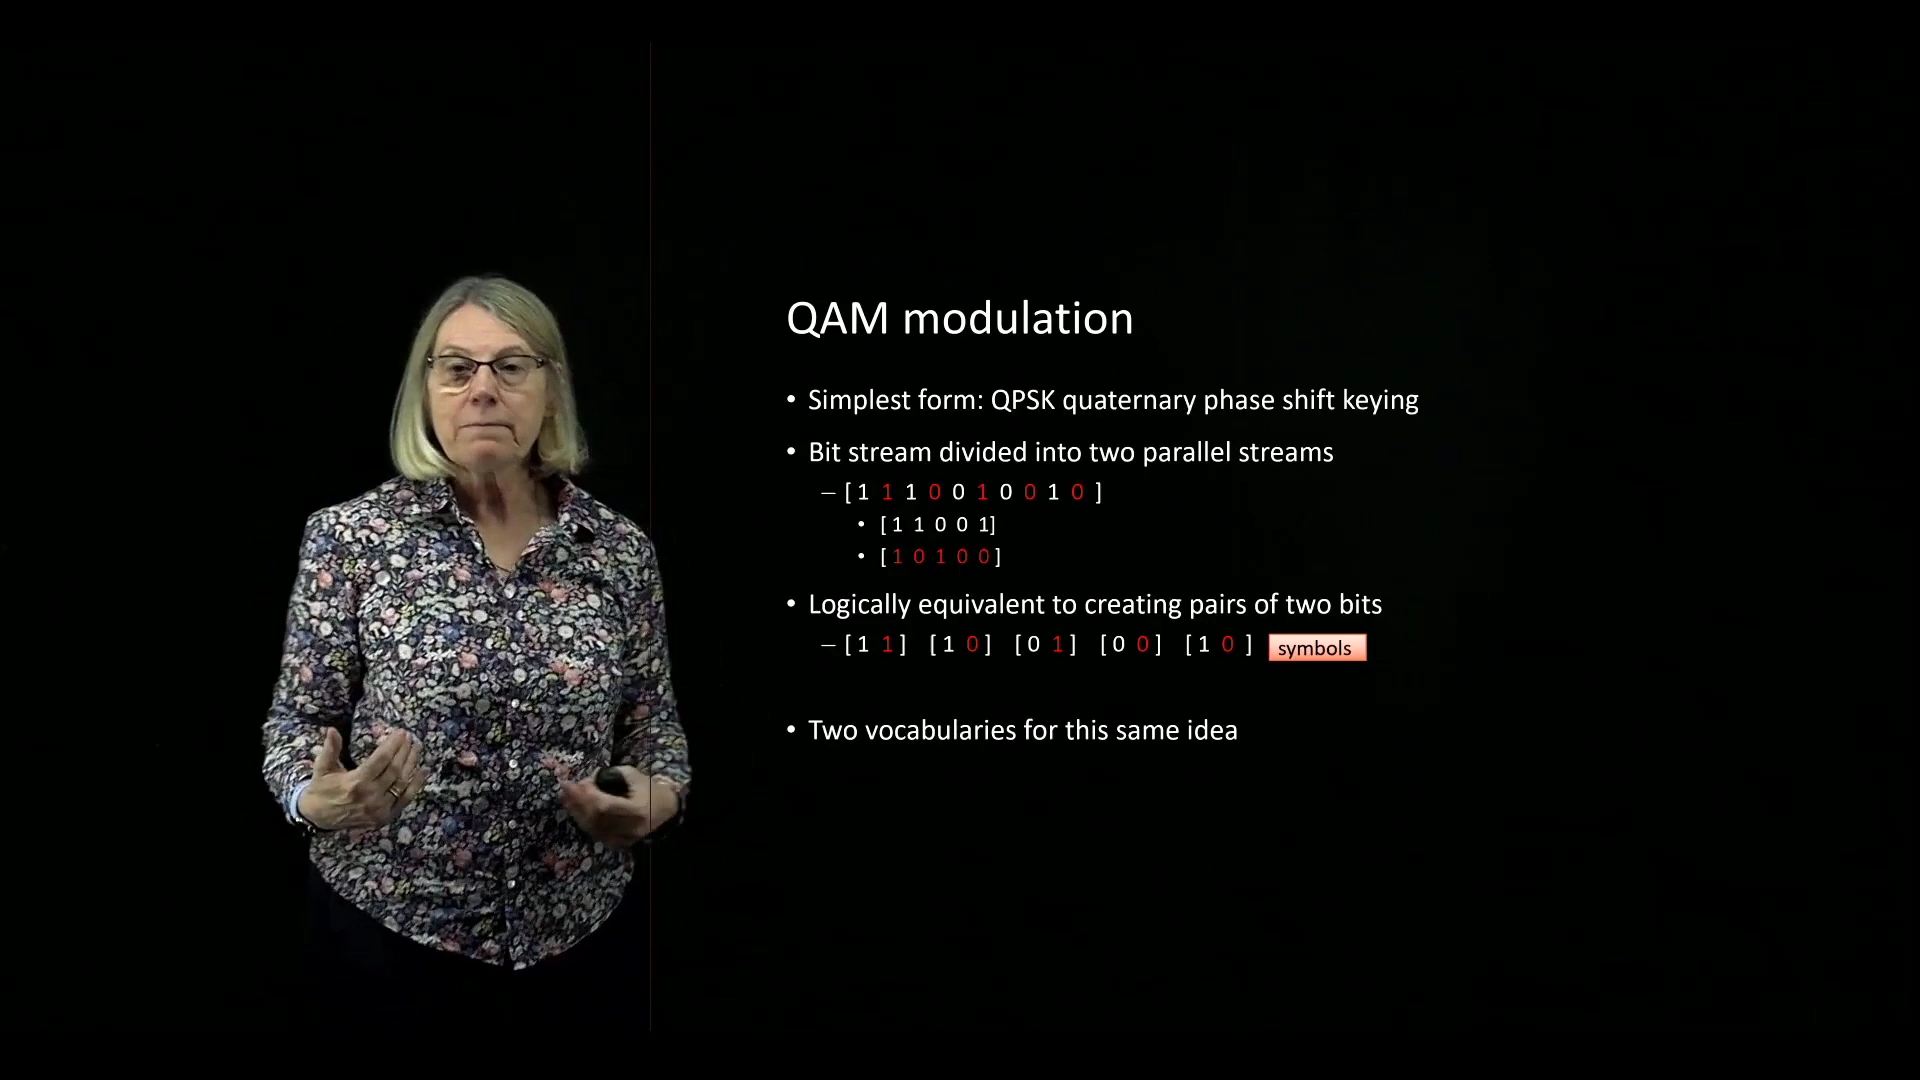 QAM modulation
• Simplest form: QPSK quaternary phase shift keying
• Bit stream divided into two parallel streams
– [ 1 1 1 0 0 1 0 0 1 0 ]
• [ 1 1 0 0 1]
• [ 1 0 1 0 0 ]
• Logically equivalent to creating pairs of two bits
– [ 1 1 ] [ 1 0 ] [ 0 1 ] [ 0 0 ] [ 1 0 ] symbols
• Two vocabularies for this same idea